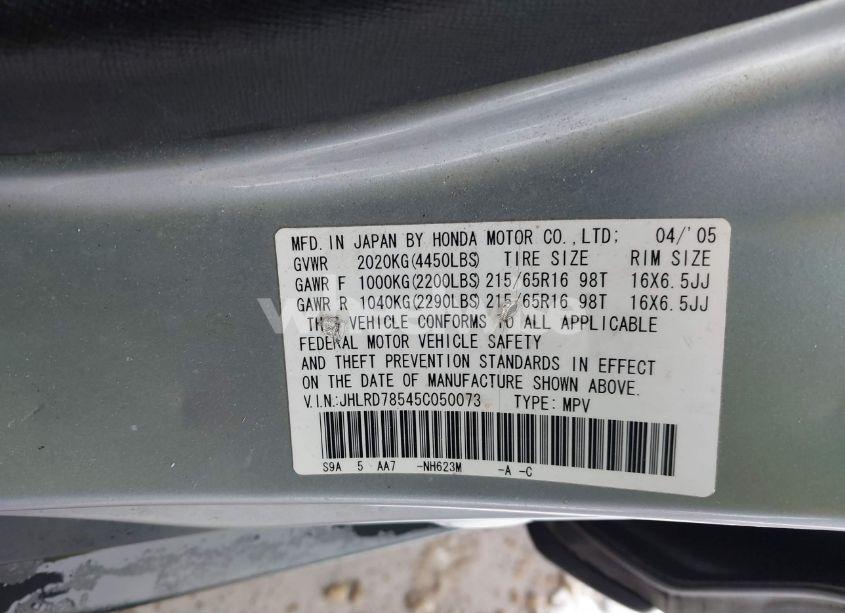 MFD. IN JAPAN BY HONDA MOTOR CO.,LTD; 04/'05
GVWR 2020KG(4450LBS) TIRE SIZE RIM SIZE
GAWR F 1000KG(2200LBS) 215/65R16 98T 16X6.5JJ
GAWR R 1040KG(2290LBS) 215/65R16 98T 16X6.5JJ
VEHICLE CONFORMS TO ALL APPLICABLE
FEDERAL MOTOR VEHICLE SAFETY
AND THEFT PREVENTION STANDARDS IN EFFECT
ON THE DATE OF MANUFACTURE SHOWN ABOVE.
V.I.N.:JHLRD78545C050073 TYPE: MPV
S9A 5 AA7 -NH623M -A -C